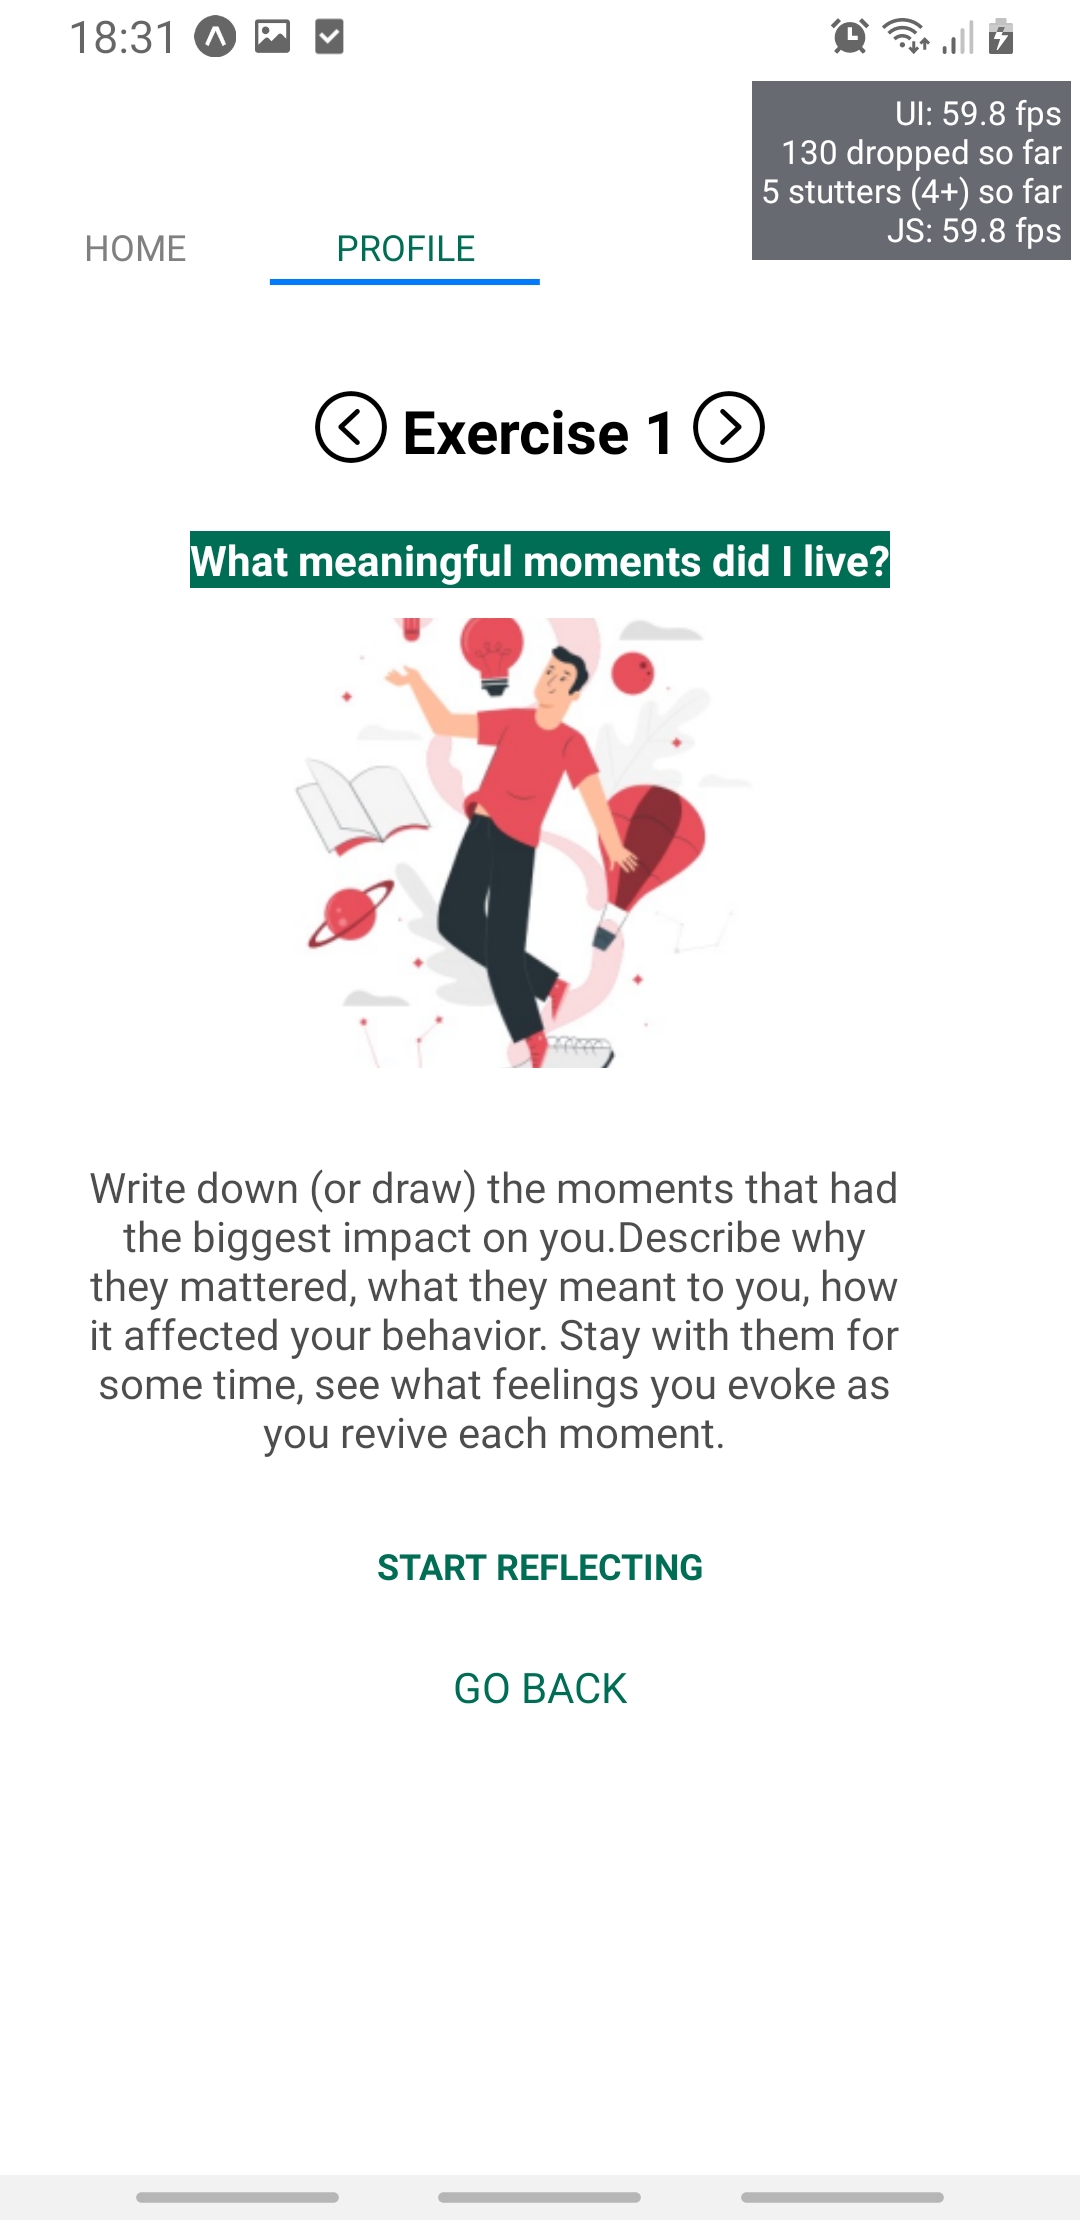 18:31
UI: 59.8 fps
130 dropped so far
5 stutters (4+) so far
JS: 59.8 fps
HOME
PROFILE
Exercise 1
What meaningful moments did I live?
Write down (or draw) the moments that had
the biggest impact on you.Describe why
they mattered, what they meant to you, how
it affected your behavior. Stay with them for
some time, see what feelings you evoke as
you revive each moment.
START REFLECTING
GO BACK